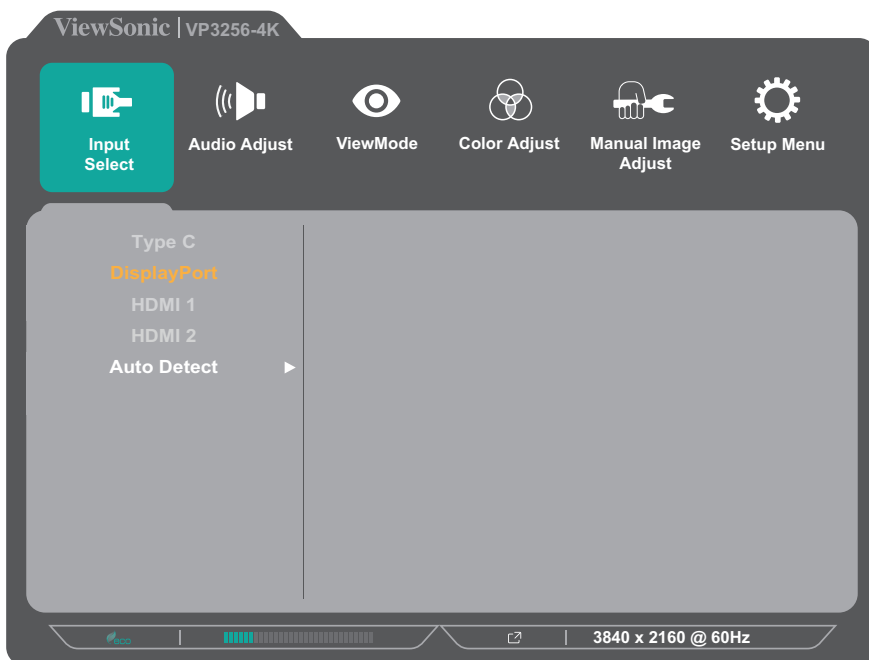 ViewSonic | VP3256-4K
Input Select
Audio Adjust
ViewMode
Color Adjust
Manual Image Adjust
Setup Menu
Type C
DisplayPort
HDMI 1
HDMI 2
Auto Detect
eco
3840 x 2160 @ 60Hz